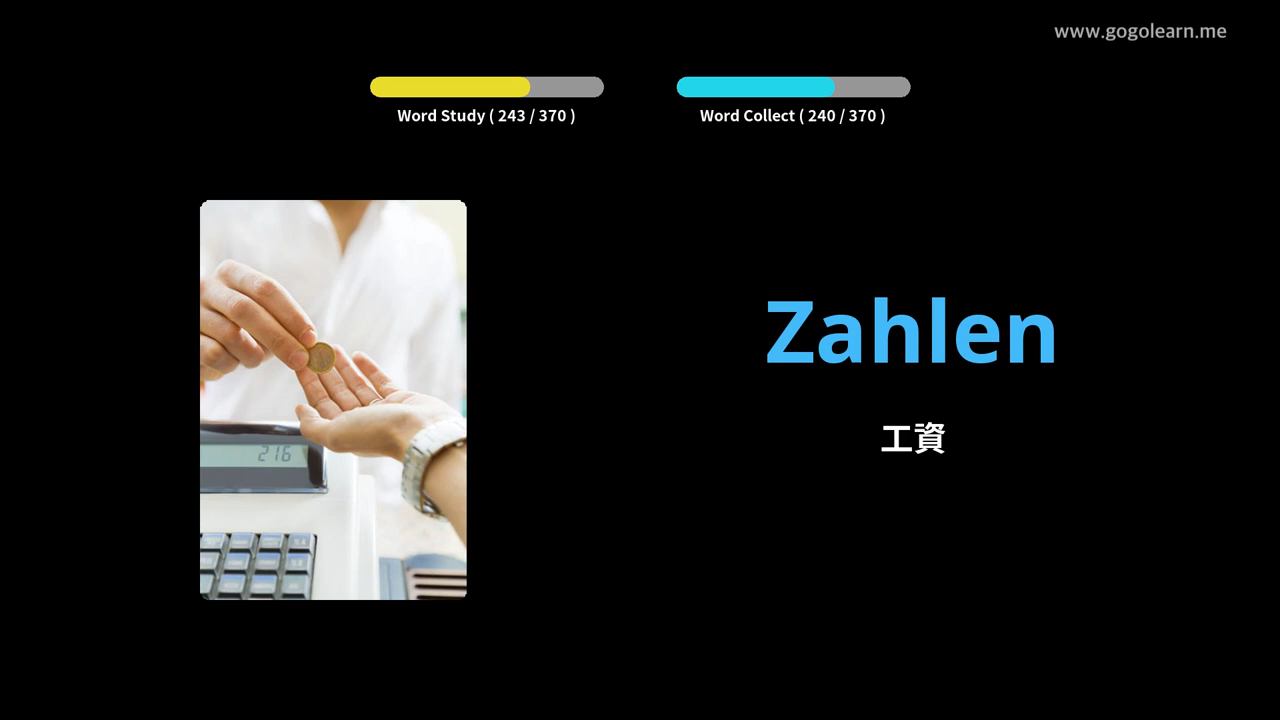 www.gogolearn.me
Word Study ( 243 / 370 )
Word Collect ( 240 / 370 )
Zahlen
工資
216